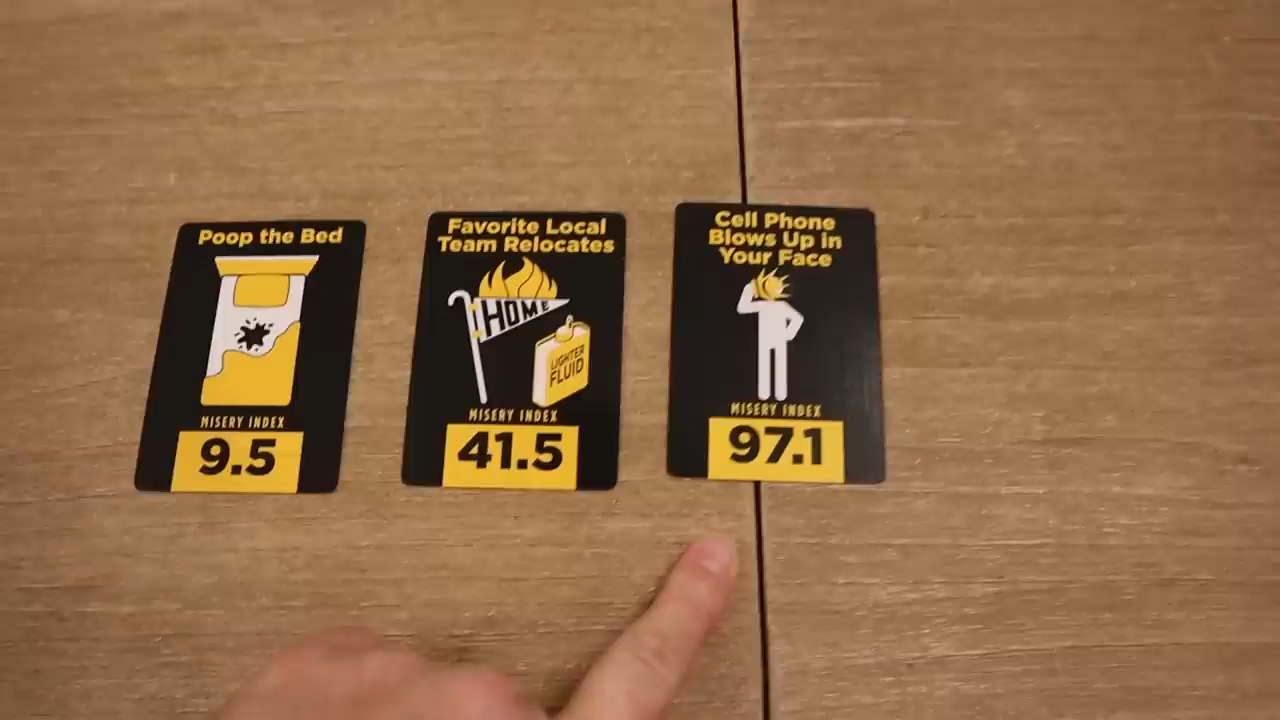 Poop the Bed
MISERY INDEX
9.5
Favorite Local
Team Relocates
HOME
LIGHTER
FLUID
MISERY INDEX
41.5
Cell Phone
Blows Up in
Your Face
MISERY INDEX
97.1